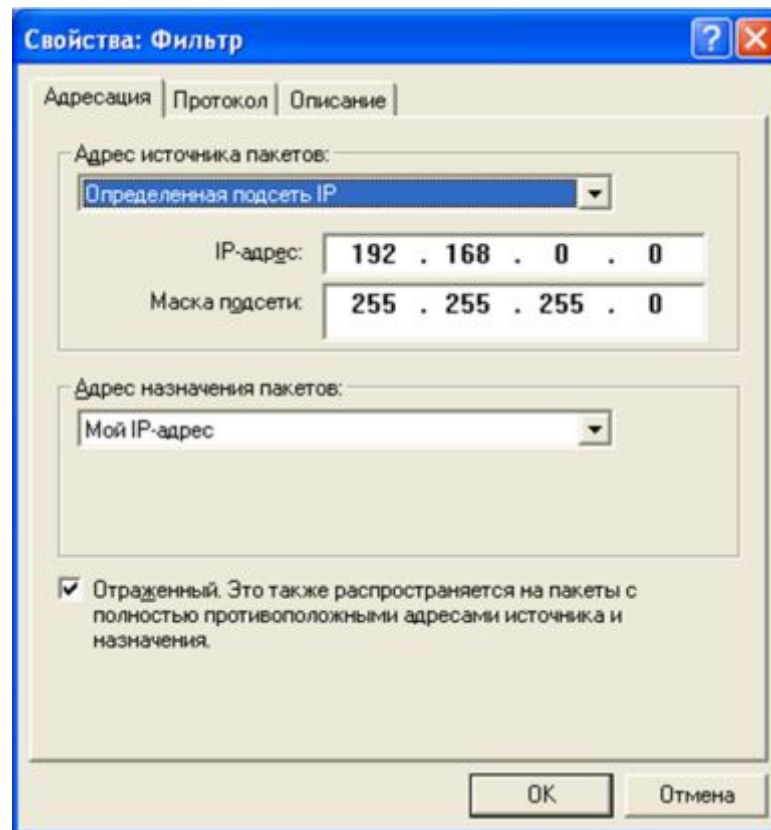 Свойства: Фильтр
Адресация Протокол Описание
Адрес источника пакетов:
Определенная подсеть IP
IP-адрес: 192 . 168 . 0 . 0
Маска подсети: 255 . 255 . 255 . 0
Адрес назначения пакетов:
Мой IP-адрес
Отраженный. Это также распространяется на пакеты с
полностью противоположными адресами источника и
назначения.
OK Отмена